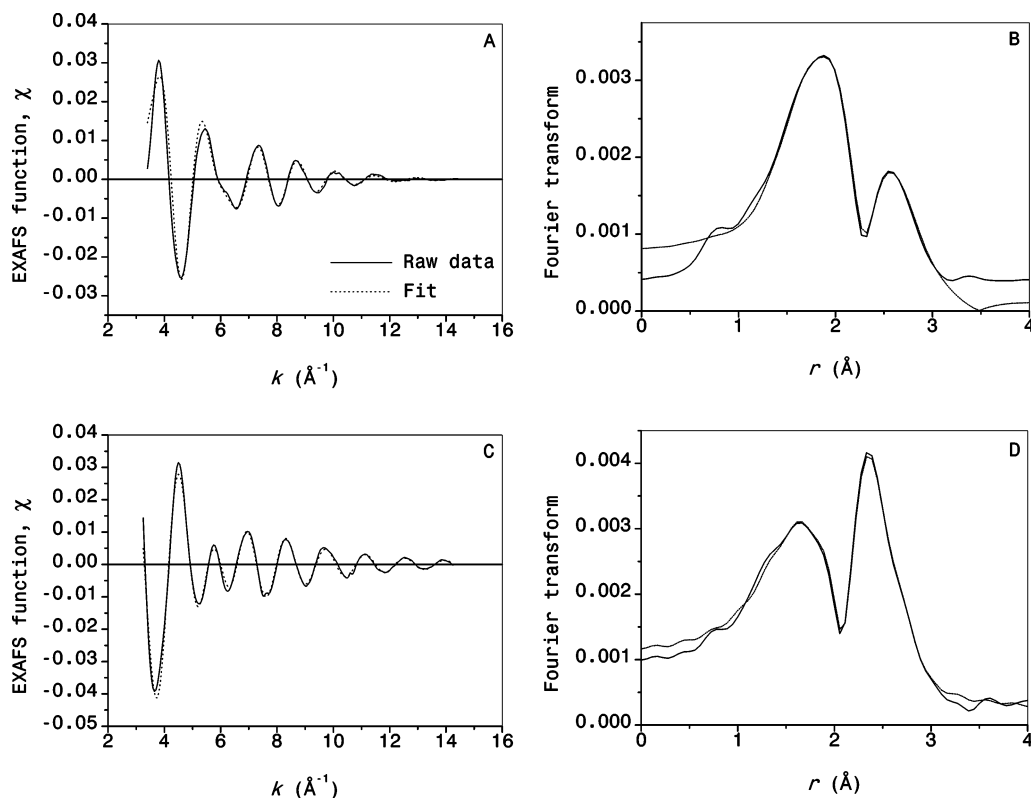 A
EXAFS function, χ
0.04
0.03
0.02
0.01
0.00
-0.01
-0.02
-0.03
Raw data
Fit
2 4 6 8 10 12 14 16
k (Å⁻¹)
B
Fourier transform
0.003
0.002
0.001
0.000
0 1 2 3 4
r (Å)
C
EXAFS function, χ
0.04
0.03
0.02
0.01
0.00
-0.01
-0.02
-0.03
-0.04
-0.05
2 4 6 8 10 12 14 16
k (Å⁻¹)
D
Fourier transform
0.004
0.003
0.002
0.001
0.000
0 1 2 3 4
r (Å)